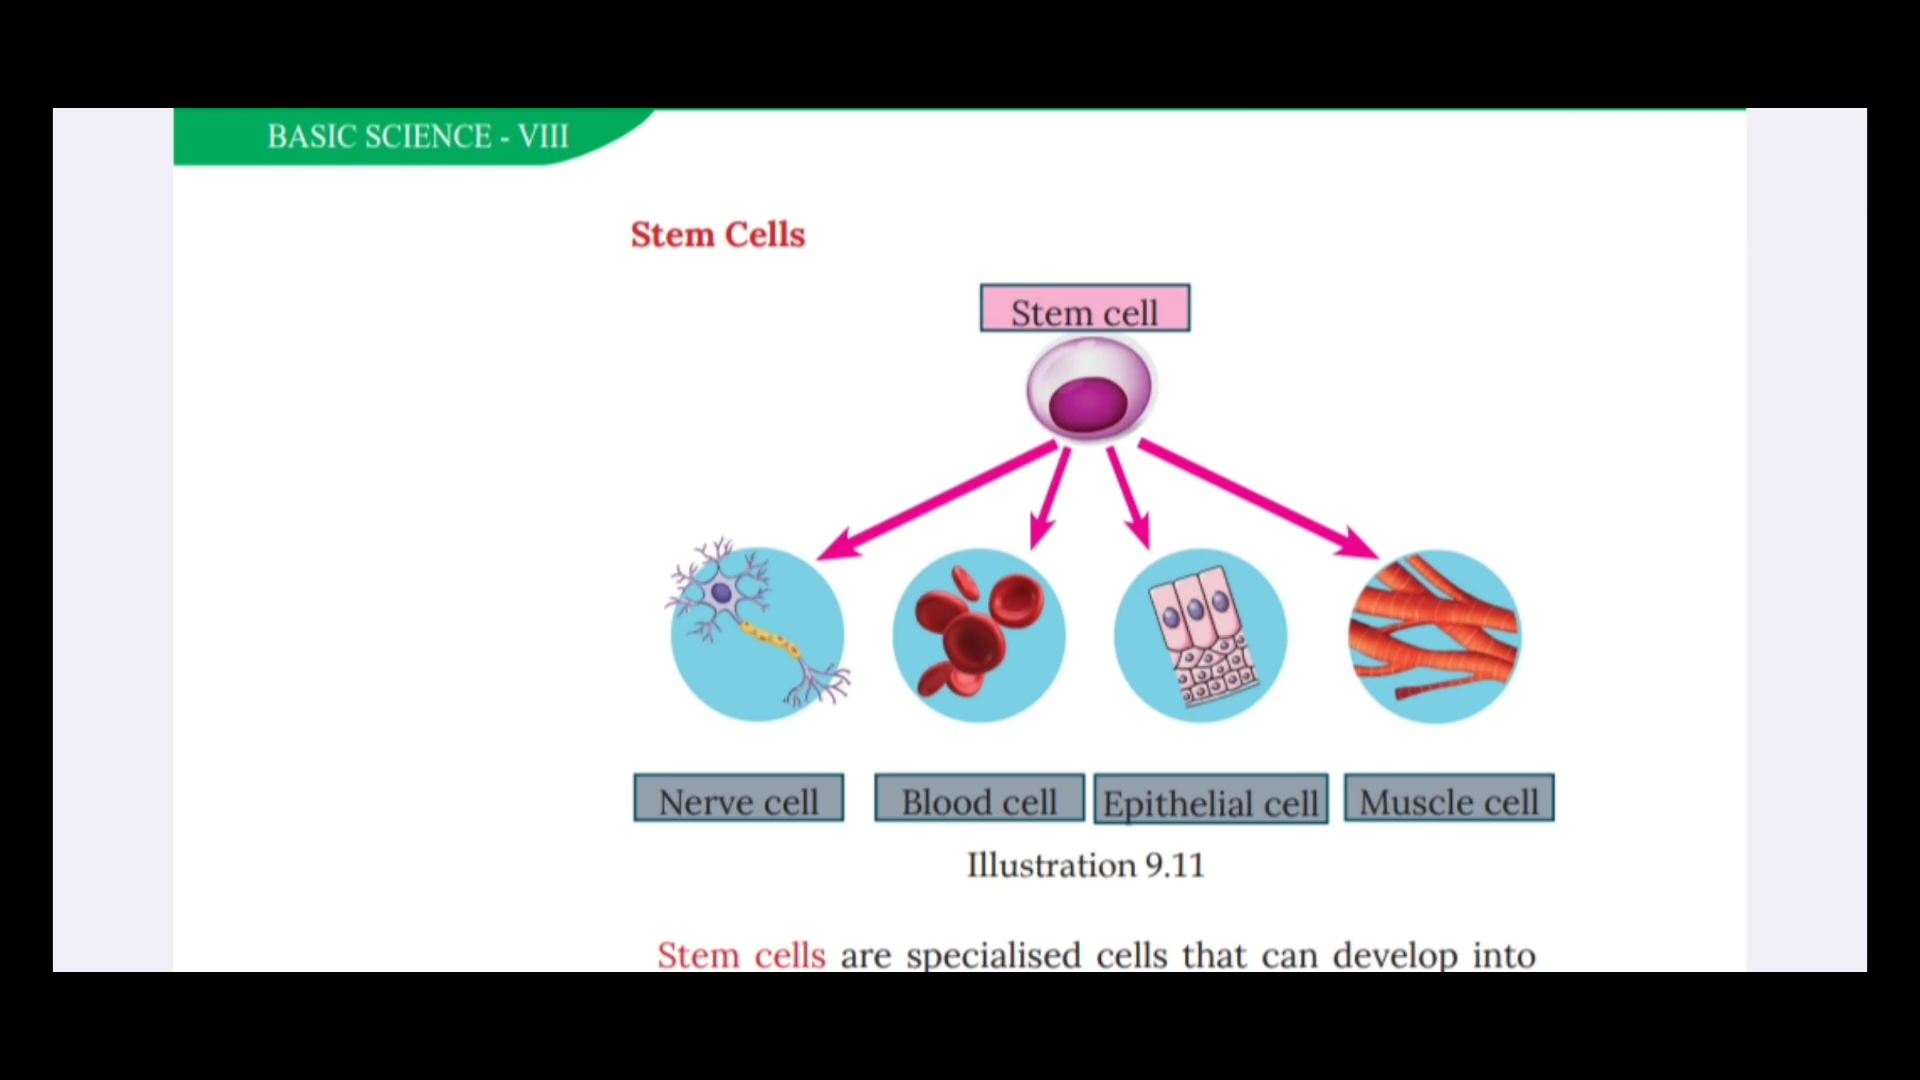 BASIC SCIENCE - VIII
Stem Cells
Stem cell
Nerve cell
Blood cell
Epithelial cell
Muscle cell
Illustration 9.11
Stem cells are specialised cells that can develop into